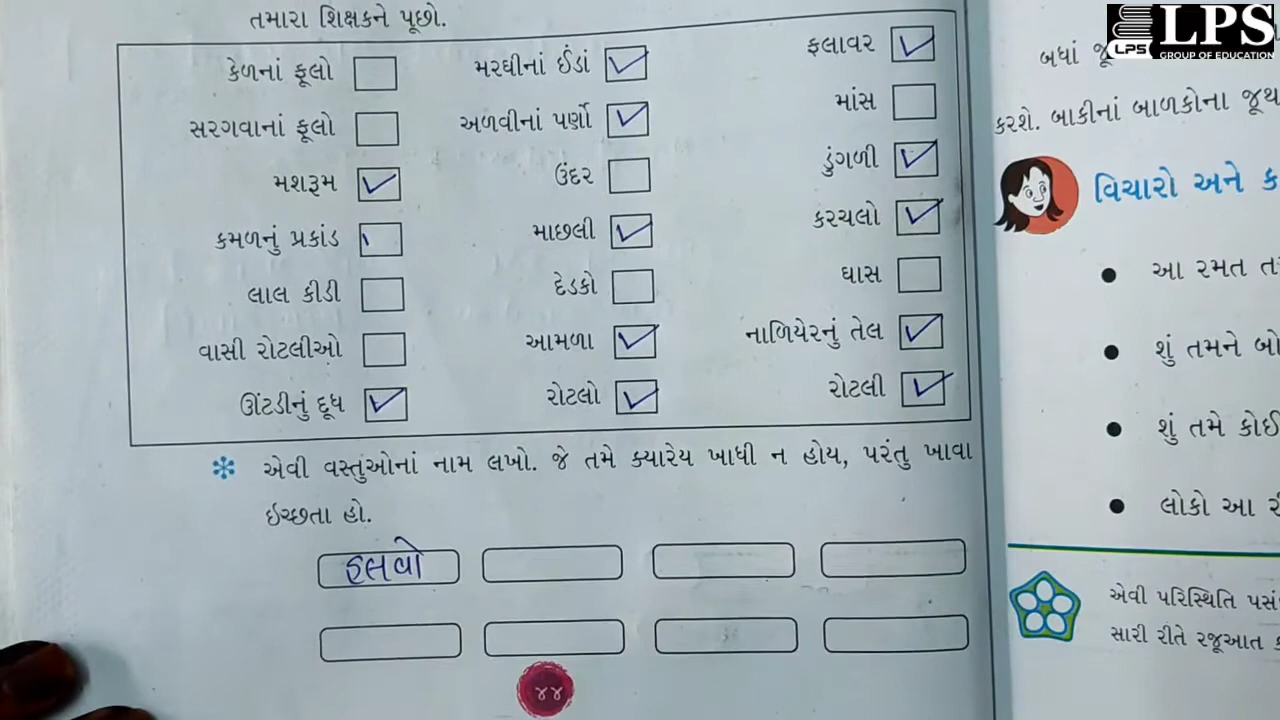 તમારા શિક્ષકને પૂછો.
કેળનાં ફૂલો
સરગવાનાં ફૂલો
મશરૂમ
કમળનું પ્રકાંડ
લાલ કીડી
વાસી રોટલીઓ
ઊંટડીનું દૂધ
મરઘીનાં ઈંડાં
અળવીનાં પર્ણો
ઉંદર
માછલી
દેડકો
આમળા
રોટલો
ફલાવર
માંસ
ડુંગળી
કરચલો
ઘાસ
નાળિયેરનું તેલ
રોટલી
એવી વસ્તુઓનાં નામ લખો. જે તમે ક્યારેય ખાધી ન હોય, પરંતુ ખાવા
ઈચ્છતા હો.
હલવો
૪૪
LPS
LPS
GROUP OF EDUCATION
બધાં
કરશે. બાકીનાં બાળકોના જૂથ
વિચારો અને
આ રમત
શું તમને
શું તમે કોઈ
લોકો આ
એવી પરિસ્થિતિ
સારી રીતે રજૂઆત